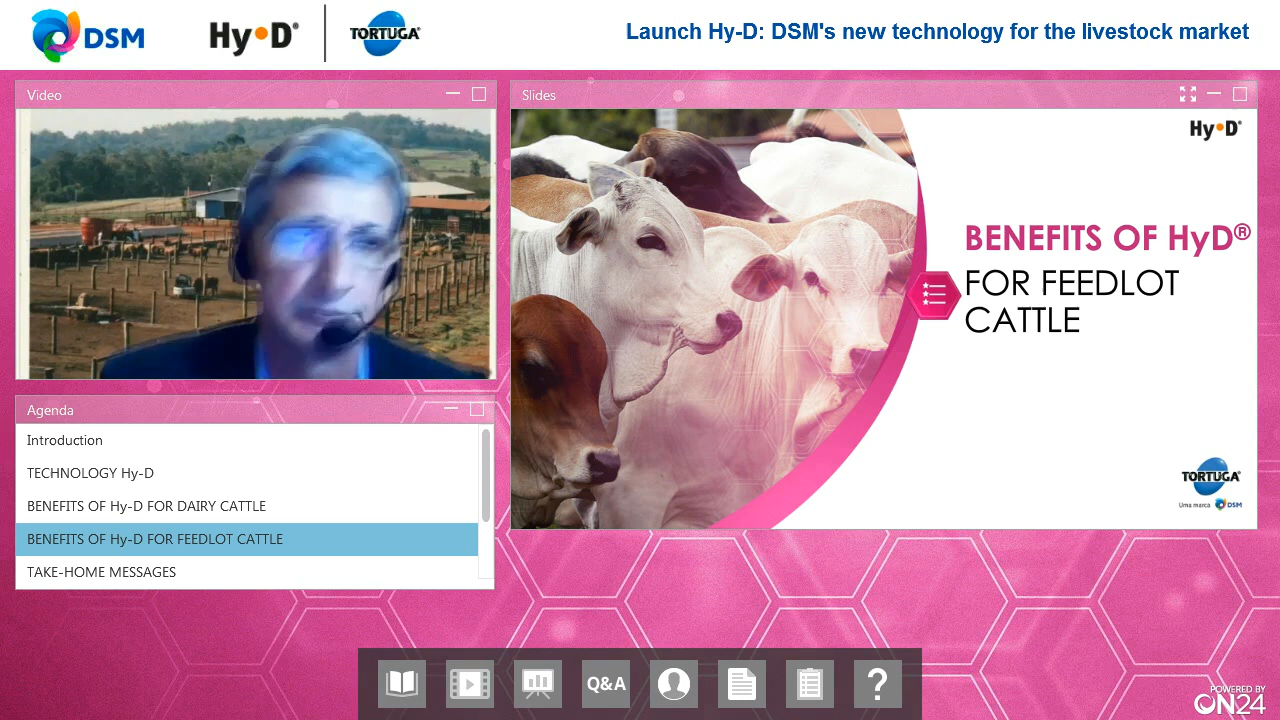 DSM
Hy•D®
TORTUGA
Launch Hy-D: DSM's new technology for the livestock market
Video
Slides
Hy•D®
BENEFITS OF HyD®
FOR FEEDLOT
CATTLE
TORTUGA
Uma marca DSM
Agenda
Introduction
TECHNOLOGY Hy-D
BENEFITS OF Hy-D FOR DAIRY CATTLE
BENEFITS OF Hy-D FOR FEEDLOT CATTLE
TAKE-HOME MESSAGES
Q&A
?
POWERED BY
ON24